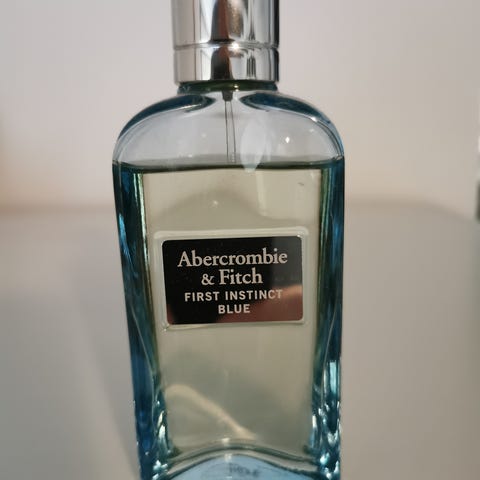 Abercrombie
& Fitch
FIRST INSTINCT
BLUE